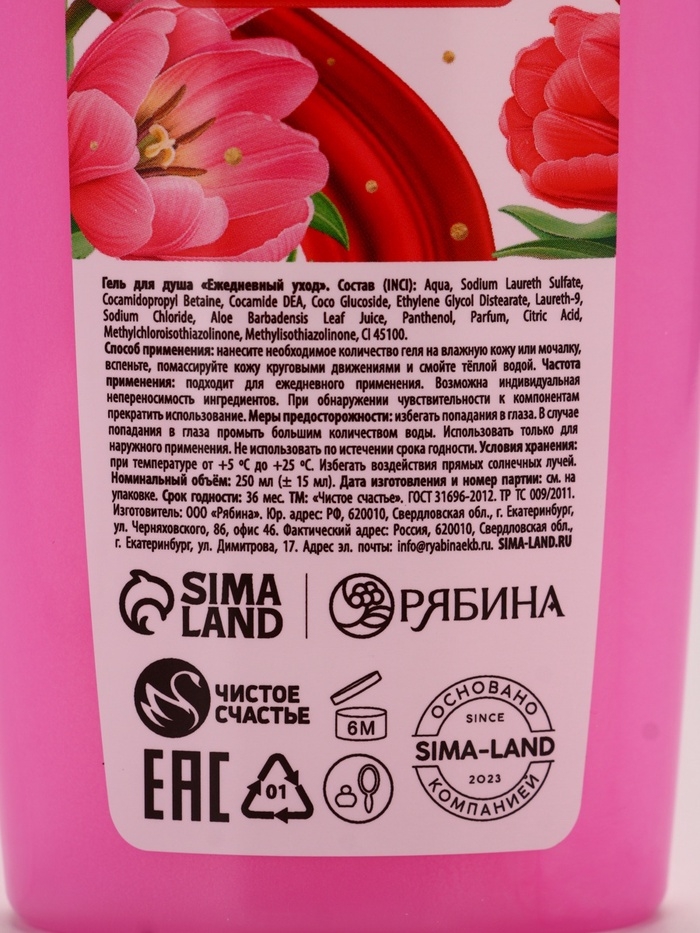 Гель для душа «Ежедневный уход». Состав (INCI): Aqua, Sodium Laureth Sulfate,
Cocamidopropyl Betaine, Cocamide DEA, Coco Glucoside, Ethylene Glycol Distearate, Laureth-9,
Sodium Chloride, Aloe Barbadensis Leaf Juice, Panthenol, Parfum, Citric Acid,
Methylchloroisothiazolinone, Methylisothiazolinone, CI 45100.
Способ применения: нанесите необходимое количество геля на влажную кожу или мочалку,
вспеньте, помассируйте кожу круговыми движениями и смойте тёплой водой. Частота
применения: подходит для ежедневного применения. Возможна индивидуальная
непереносимость ингредиентов. При обнаружении чувствительности к компонентам
прекратить использование. Меры предосторожности: избегать попадания в глаза. В случае
попадания в глаза промыть большим количеством воды. Использовать только для
наружного применения. Не использовать по истечении срока годности. Условия хранения:
при температуре от +5 °C до +25 °C. Избегать воздействия прямых солнечных лучей.
Номинальный объём: 250 мл (± 15 мл). Дата изготовления и номер партии: см. на
упаковке. Срок годности: 36 мес. ТМ: «Чистое счастье». ГОСТ 31696-2012. ТР ТС 009/2011.
Изготовитель: ООО «Рябина». Юр. адрес: РФ, 620010, Свердловская обл., г. Екатеринбург,
ул. Черняховского, 86, офис 46. Фактический адрес: Россия, 620010, Свердловская обл.,
г. Екатеринбург, ул. Димитрова, 17. Адрес эл. почты: info@ryabinaekb.ru. SIMA-LAND.RU
SIMA
LAND
РЯБИНА
ЧИСТОЕ
СЧАСТЬЕ
6M
ОСНОВАНО
SINCE
SIMA-LAND
2023
КОМПАНИЕЙ
EAC
01